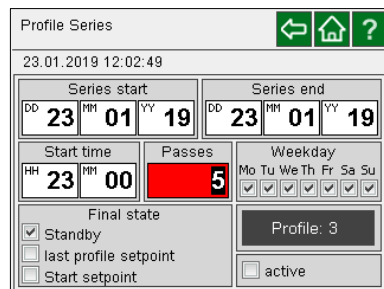 Profile Series
?
23.01.2019 12:02:49
Series start
Series end
DD 23 MM 01 YY 19
DD 23 MM 01 YY 19
Start time
Passes
Weekday
HH 23 MM 00
5
Mo Tu We Th Fr Sa Su
Final state
Standby
last profile setpoint
Start setpoint
Profile: 3
active